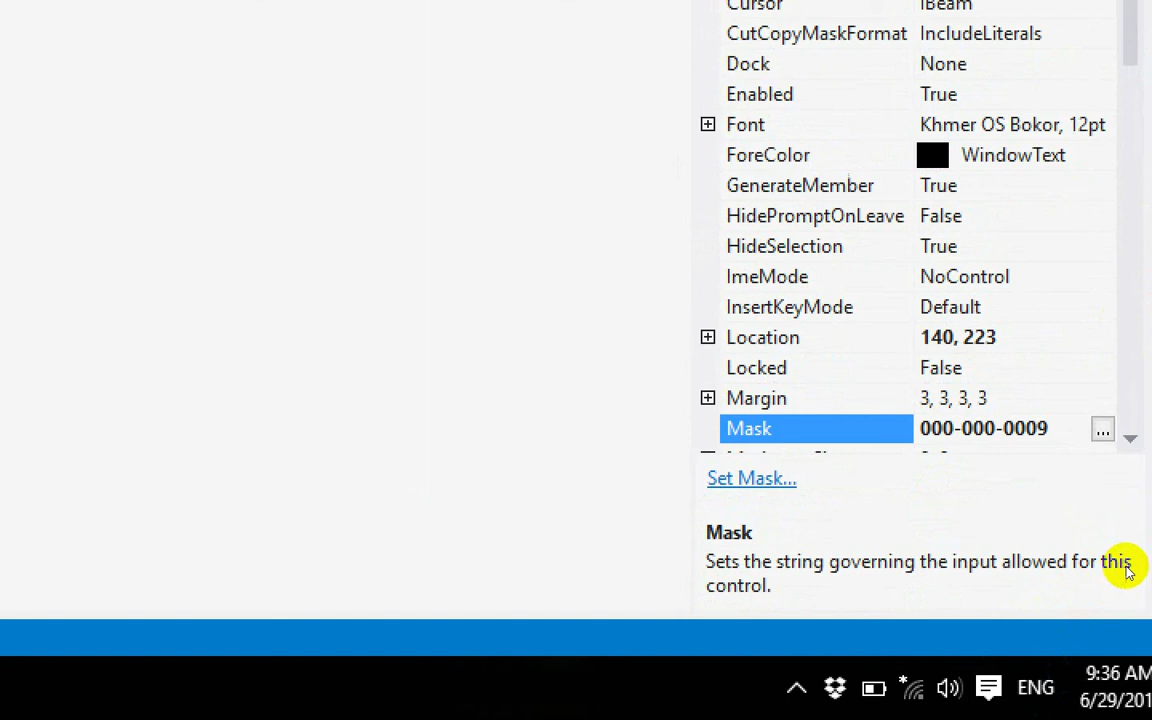 Cursor IBeam
CutCopyMaskFormat IncludeLiterals
Dock None
Enabled True
Font Khmer OS Bokor, 12pt
ForeColor WindowText
GenerateMember True
HidePromptOnLeave False
HideSelection True
ImeMode NoControl
InsertKeyMode Default
Location 140, 223
Locked False
Margin 3, 3, 3, 3
Mask 000-000-0009 ...
Set Mask...
Mask
Sets the string governing the input allowed for this
control.
9:36 AM
ENG
6/29/201